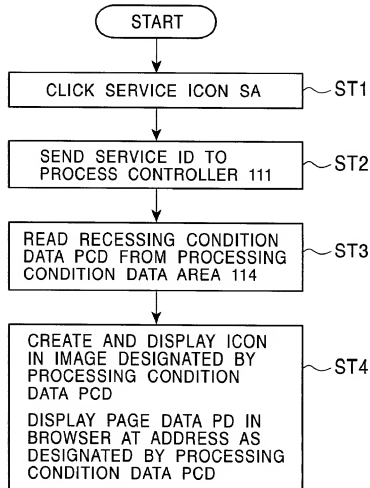 START
CLICK SERVICE ICON SA
ST1
SEND SERVICE ID TO
PROCESS CONTROLLER 111
ST2
READ RECESSING CONDITION
DATA PCD FROM PROCESSING
CONDITION DATA AREA 114
ST3
CREATE AND DISPLAY ICON
IN IMAGE DESIGNATED BY
PROCESSING CONDITION
DATA PCD
DISPLAY PAGE DATA PD IN
BROWSER AT ADDRESS AS
DESIGNATED BY PROCESSING
CONDITION DATA PCD
ST4